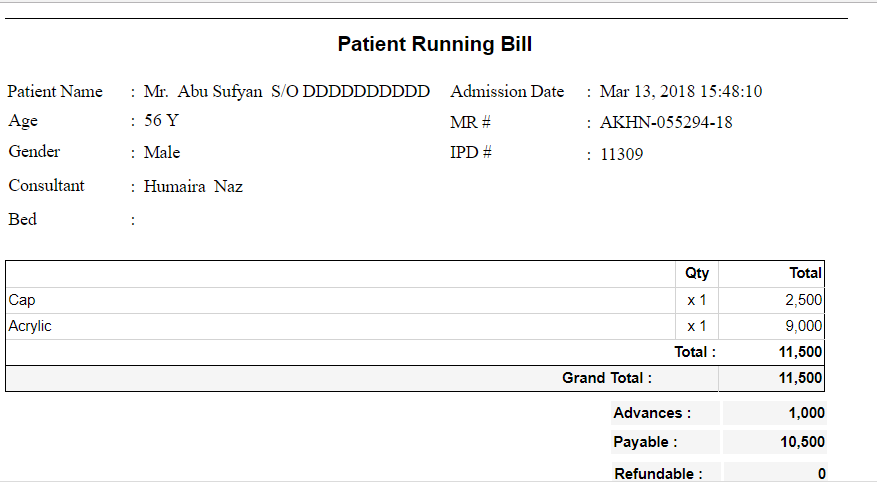 Patient Running Bill
Patient Name : Mr. Abu Sufyan S/O DDDDDDDDDD Admission Date : Mar 13, 2018 15:48:10
Age : 56 Y MR # : AKHN-055294-18
Gender : Male IPD # : 11309
Consultant : Humaira Naz
Bed :
Qty Total
Cap x 1 2,500
Acrylic x 1 9,000
Total : 11,500
Grand Total : 11,500
Advances : 1,000
Payable : 10,500
Refundable : 0